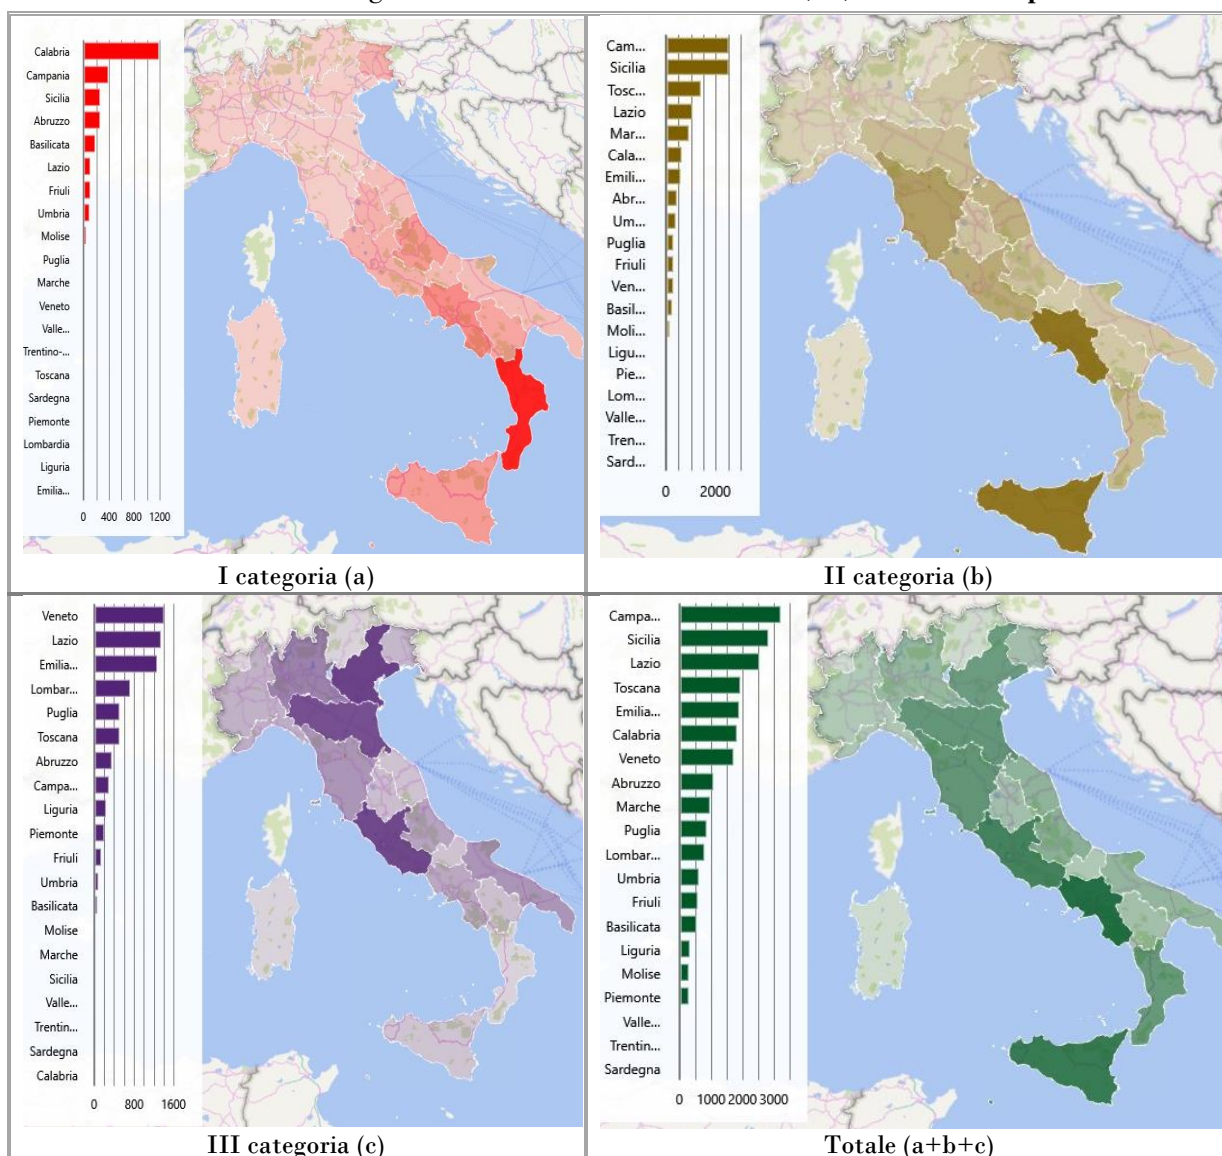 Calabria
Campania
Sicilia
Abruzzo
Basilicata
Lazio
Friuli
Umbria
Molise
Puglia
Marche
Veneto
Valle...
Trentino-...
Toscana
Sardegna
Piemonte
Lombardia
Liguria
Emilia...
0 400 800 1200
I categoria (a)
Cam...
Sicilia
Tosc...
Lazio
Mar...
Cala...
Emili...
Abr...
Um...
Puglia
Friuli
Ven...
Basil...
Moli...
Ligu...
Pie...
Lom...
Valle...
Tren...
Sard...
0 2000
II categoria (b)
Veneto
Lazio
Emilia...
Lombar...
Puglia
Toscana
Abruzzo
Campa...
Liguria
Piemonte
Friuli
Umbria
Basilicata
Molise
Marche
Sicilia
Valle...
Trentin...
Sardegna
Calabria
0 800 1600
III categoria (c)
Campa...
Sicilia
Lazio
Toscana
Emilia...
Calabria
Veneto
Abruzzo
Marche
Puglia
Lombar...
Umbria
Friuli
Basilicata
Liguria
Molise
Piemonte
Valle...
Trentin...
Sardegna
0 1000 2000 3000
Totale (a+b+c)